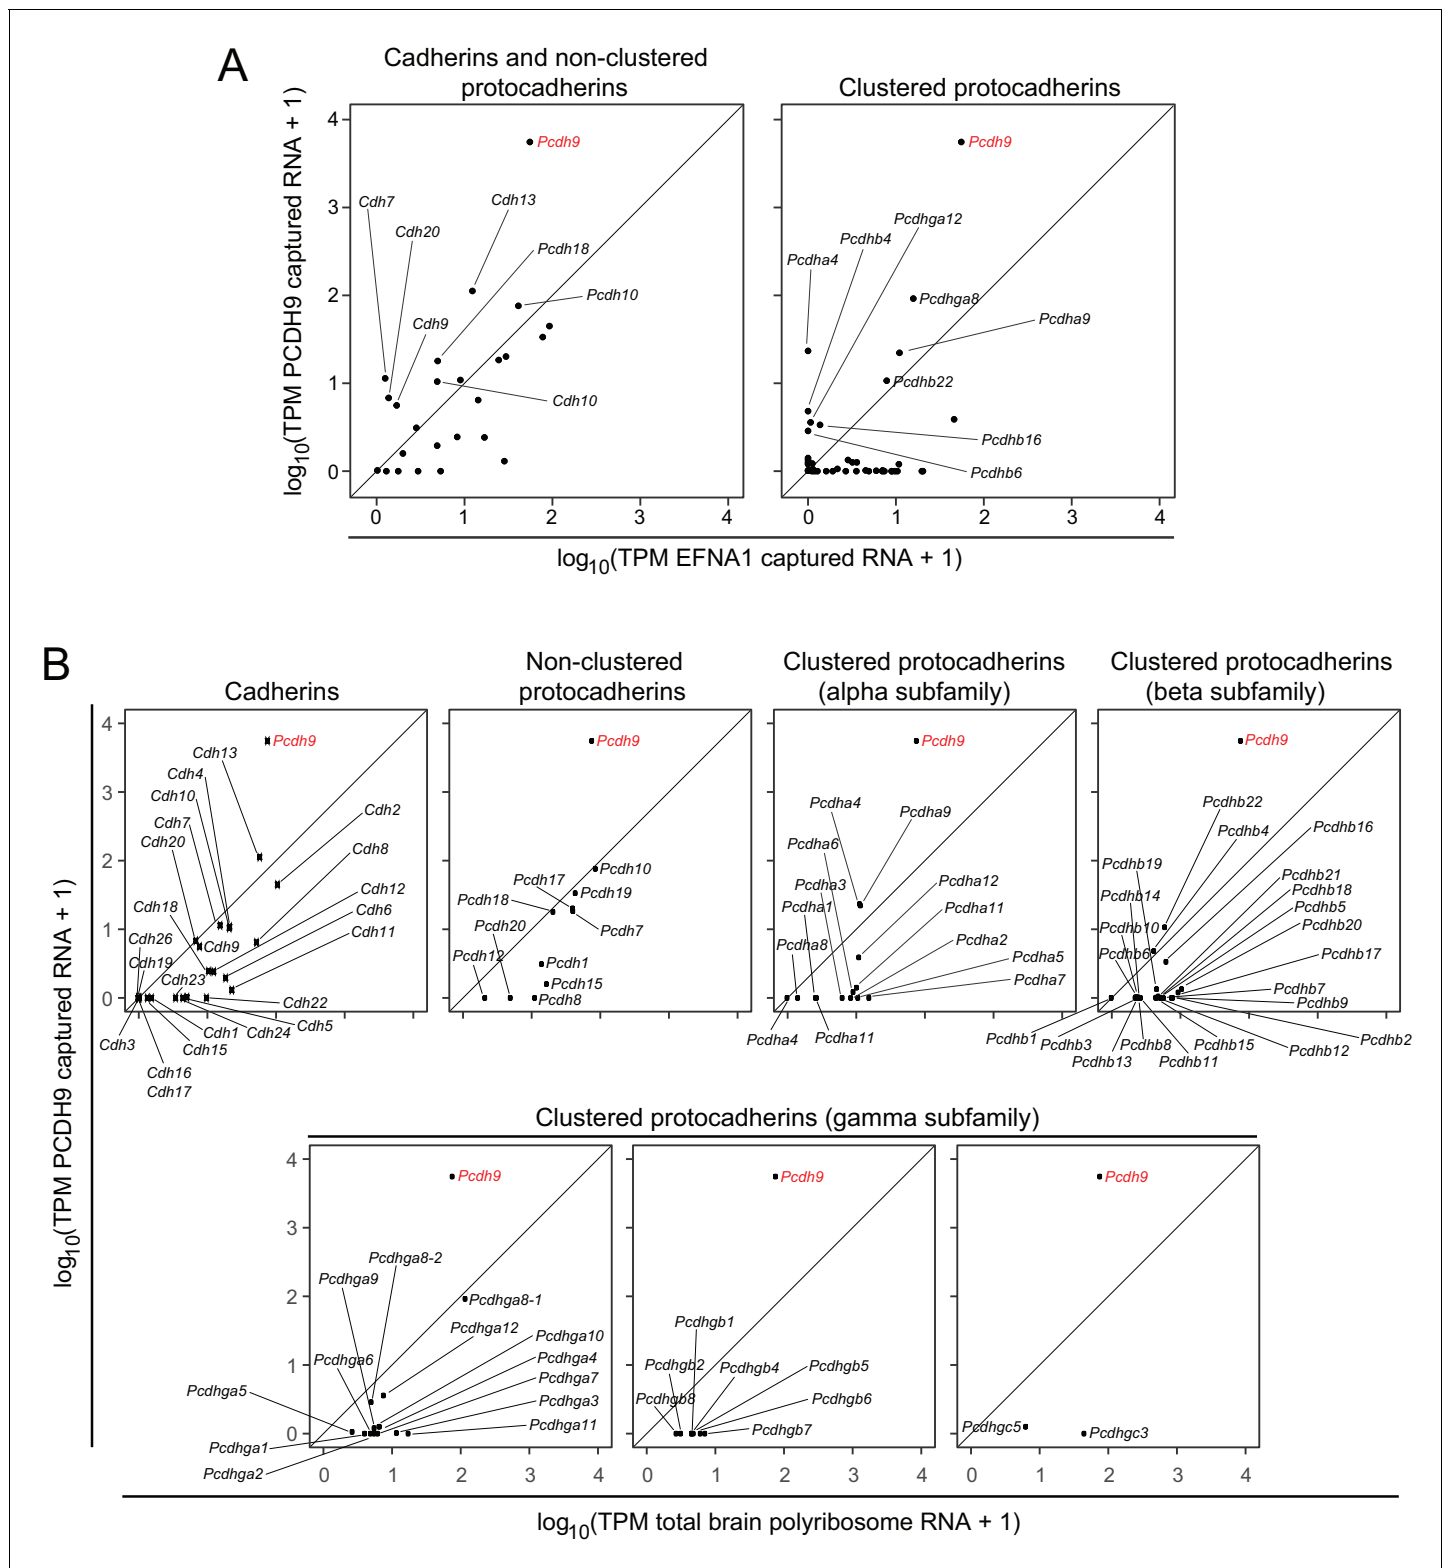 A
Cadherins and non-clustered
protocadherins
Clustered protocadherins
log10(TPM PCDH9 captured RNA + 1)
4
3
2
1
0
Pcdh9
Cdh7
Cdh13
Cdh20
Pcdh18
Pcdh10
Cdh9
Cdh10
0 1 2 3 4
Pcdh9
Pcdhga12
Pcdhb4
Pcdha4
Pcdhga8
Pcdha9
Pcdhb22
Pcdhb16
Pcdhb6
0 1 2 3 4
log10(TPM EFNA1 captured RNA + 1)
B
log10(TPM PCDH9 captured RNA + 1)
Cadherins
4
3
2
1
0
Pcdh9
Cdh13
Cdh4
Cdh10
Cdh2
Cdh7
Cdh20
Cdh8
Cdh12
Cdh18
Cdh6
Cdh11
Cdh26
Cdh9
Cdh19
Cdh23
Cdh22
Cdh5
Cdh1
Cdh24
Cdh3
Cdh15
Cdh16
Cdh17
Non-clustered
protocadherins
Pcdh9
Pcdh10
Pcdh17
Pcdh19
Pcdh18
Pcdh20
Pcdh7
Pcdh12
Pcdh1
Pcdh15
Pcdh8
Clustered protocadherins
(alpha subfamily)
Pcdh9
Pcdha4
Pcdha9
Pcdha6
Pcdha3
Pcdha12
Pcdha1
Pcdha11
Pcdha8
Pcdha2
Pcdha5
Pcdha7
Pcdha4
Pcdha11
Clustered protocadherins
(beta subfamily)
Pcdh9
Pcdhb22
Pcdhb4
Pcdhb16
Pcdhb19
Pcdhb21
Pcdhb14
Pcdhb18
Pcdhb5
Pcdhb10
Pcdhb20
Pcdhb6
Pcdhb17
Pcdhb7
Pcdhb9
Pcdhb1
Pcdhb3
Pcdhb8
Pcdhb15
Pcdhb2
Pcdhb13
Pcdhb11
Pcdhb12
Clustered protocadherins (gamma subfamily)
4
3
2
1
0
Pcdh9
Pcdhga8-2
Pcdhga9
Pcdhga8-1
Pcdhga12
Pcdhga10
Pcdhga6
Pcdhga4
Pcdhga7
Pcdhga5
Pcdhga3
Pcdhga11
Pcdhga1
Pcdhga2
0 1 2 3 4
Pcdh9
Pcdhgb1
Pcdhgb2
Pcdhgb4
Pcdhgb5
Pcdhgb8
Pcdhgb6
Pcdhgb7
0 1 2 3 4
Pcdh9
Pcdhgc5
Pcdhgc3
0 1 2 3 4
log10(TPM total brain polyribosome RNA + 1)